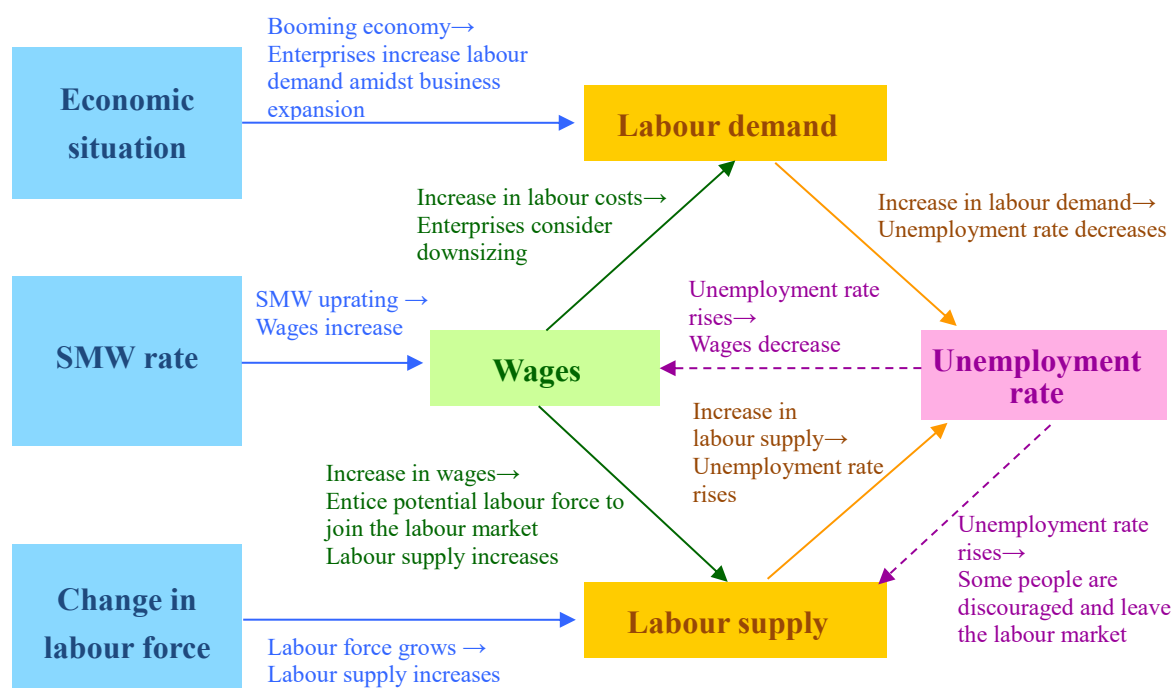 Booming economy→
Enterprises increase labour
demand amidst business
expansion
Economic
situation
Labour demand
Increase in labour costs→
Enterprises consider
downsizing
Increase in labour demand→
Unemployment rate decreases
SMW uprating →
Wages increase
Unemployment rate
rises→
Wages decrease
SMW rate
Wages
Unemployment
rate
Increase in
labour supply→
Unemployment rate
rises
Increase in wages→
Entice potential labour force to
join the labour market
Labour supply increases
Unemployment rate
rises→
Some people are
discouraged and leave
the labour market
Change in
labour force
Labour supply
Labour force grows →
Labour supply increases